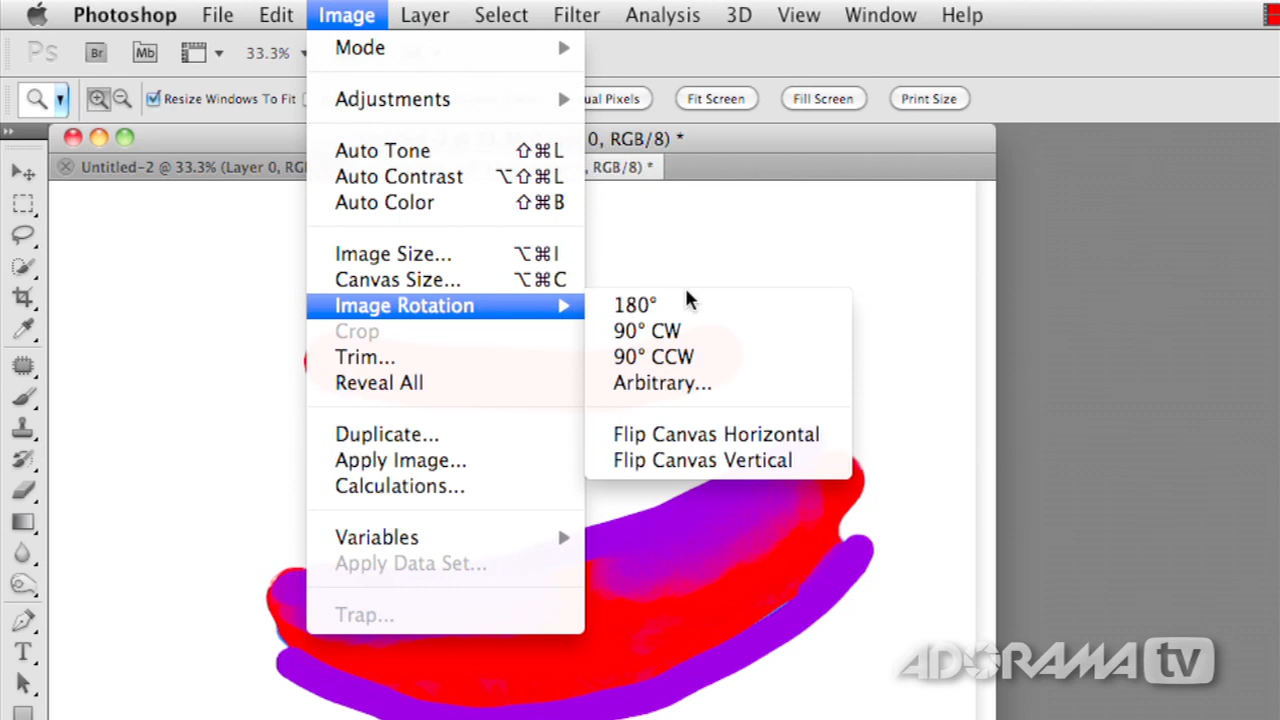 Photoshop File Edit Image Layer Select Filter Analysis 3D View Window Help
Ps Br Mb 33.3%
Resize Windows To Fit ual Pixels Fit Screen Fill Screen Print Size
0, RGB/8) *
Untitled-2 @ 33.3% (Layer 0, RG RGB/8) *
Mode
Adjustments
Auto Tone ⇧⌘L
Auto Contrast ⌥⇧⌘L
Auto Color ⇧⌘B
Image Size... ⌥⌘I
Canvas Size... ⌥⌘C
Image Rotation
Crop
Trim...
Reveal All
Duplicate...
Apply Image...
Calculations...
Variables
Apply Data Set...
Trap...
180°
90° CW
90° CCW
Arbitrary...
Flip Canvas Horizontal
Flip Canvas Vertical
T
ADORAMA tv